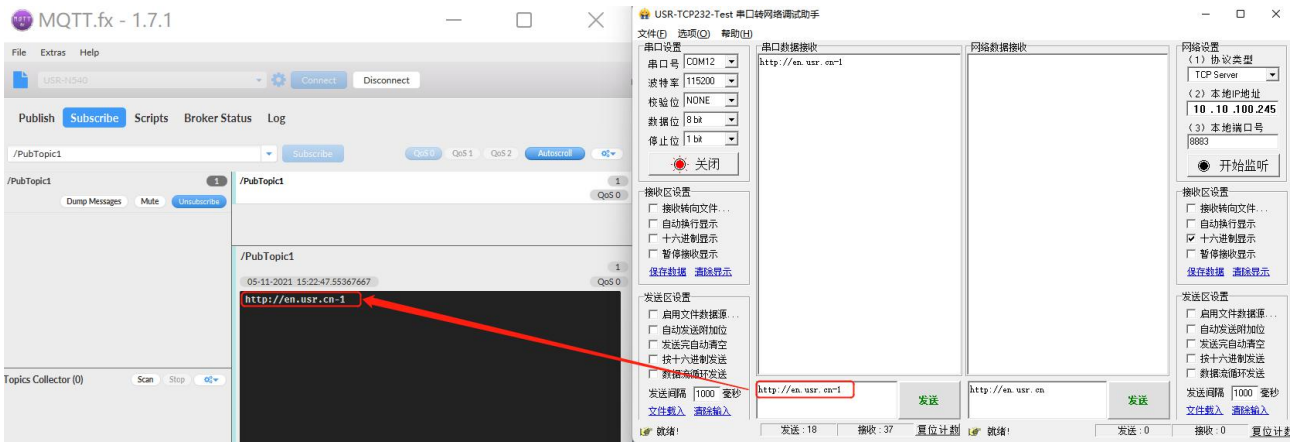 MQTT.fx - 1.7.1
File Extras Help
USR-N540 Connect Disconnect
Publish Subscribe Scripts Broker Status Log
/PubTopic1 Subscribe QoS 0 QoS 1 QoS 2 Autoscroll
/PubTopic1 1
Dump Messages Mute Unsubscribe
/PubTopic1 1
QoS 0
/PubTopic1
1
05-11-2021 15:22:47.55367667 QoS 0
http://en.usr.cn-1
Topics Collector (0) Scan Stop
USR-TCP232-Test 串口转网络调试助手
文件(F) 选项(O) 帮助(H)
串口设置
串口号 COM12
波特率 115200
校验位 NONE
数据位 8 bit
停止位 1 bit
关闭
接收区设置
接收转向文件...
自动换行显示
十六进制显示
暂停接收显示
保存数据 清除显示
发送区设置
启用文件数据源...
自动发送附加位
发送完自动清空
按十六进制发送
数据流循环发送
发送间隔 1000 毫秒
文件载入 清除输入
就绪!
串口数据接收
http://en.usr.cn-1
http://en.usr.cn-1
发送
发送:18 接收:37 复位计数
网络数据接收
http://en.usr.cn
发送
就绪! 发送:0 接收:0 复位计数
网络设置
(1) 协议类型
TCP Server
(2) 本地IP地址
10 .10 .100.245
(3) 本地端口号
8883
开始监听
接收区设置
接收转向文件...
自动换行显示
十六进制显示
暂停接收显示
保存数据 清除显示
发送区设置
启用文件数据源...
自动发送附加位
发送完自动清空
按十六进制发送
数据流循环发送
发送间隔 1000 毫秒
文件载入 清除输入